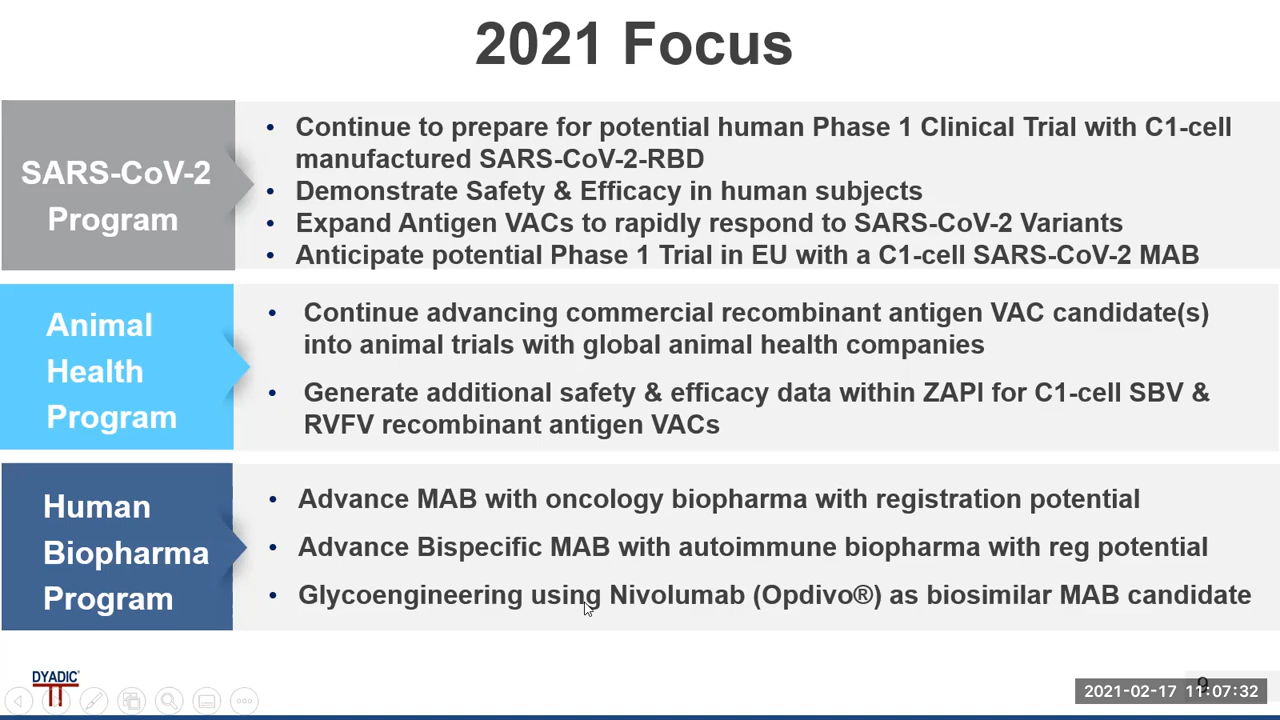 2021 Focus
SARS-CoV-2
Program
• Continue to prepare for potential human Phase 1 Clinical Trial with C1-cell
manufactured SARS-CoV-2-RBD
• Demonstrate Safety & Efficacy in human subjects
• Expand Antigen VACs to rapidly respond to SARS-CoV-2 Variants
• Anticipate potential Phase 1 Trial in EU with a C1-cell SARS-CoV-2 MAB
Animal
Health
Program
• Continue advancing commercial recombinant antigen VAC candidate(s)
into animal trials with global animal health companies
• Generate additional safety & efficacy data within ZAPI for C1-cell SBV &
RVFV recombinant antigen VACs
Human
Biopharma
Program
• Advance MAB with oncology biopharma with registration potential
• Advance Bispecific MAB with autoimmune biopharma with reg potential
• Glycoengineering using Nivolumab (Opdivo®) as biosimilar MAB candidate
DYADIC®
9
2021-02-17 11:07:32